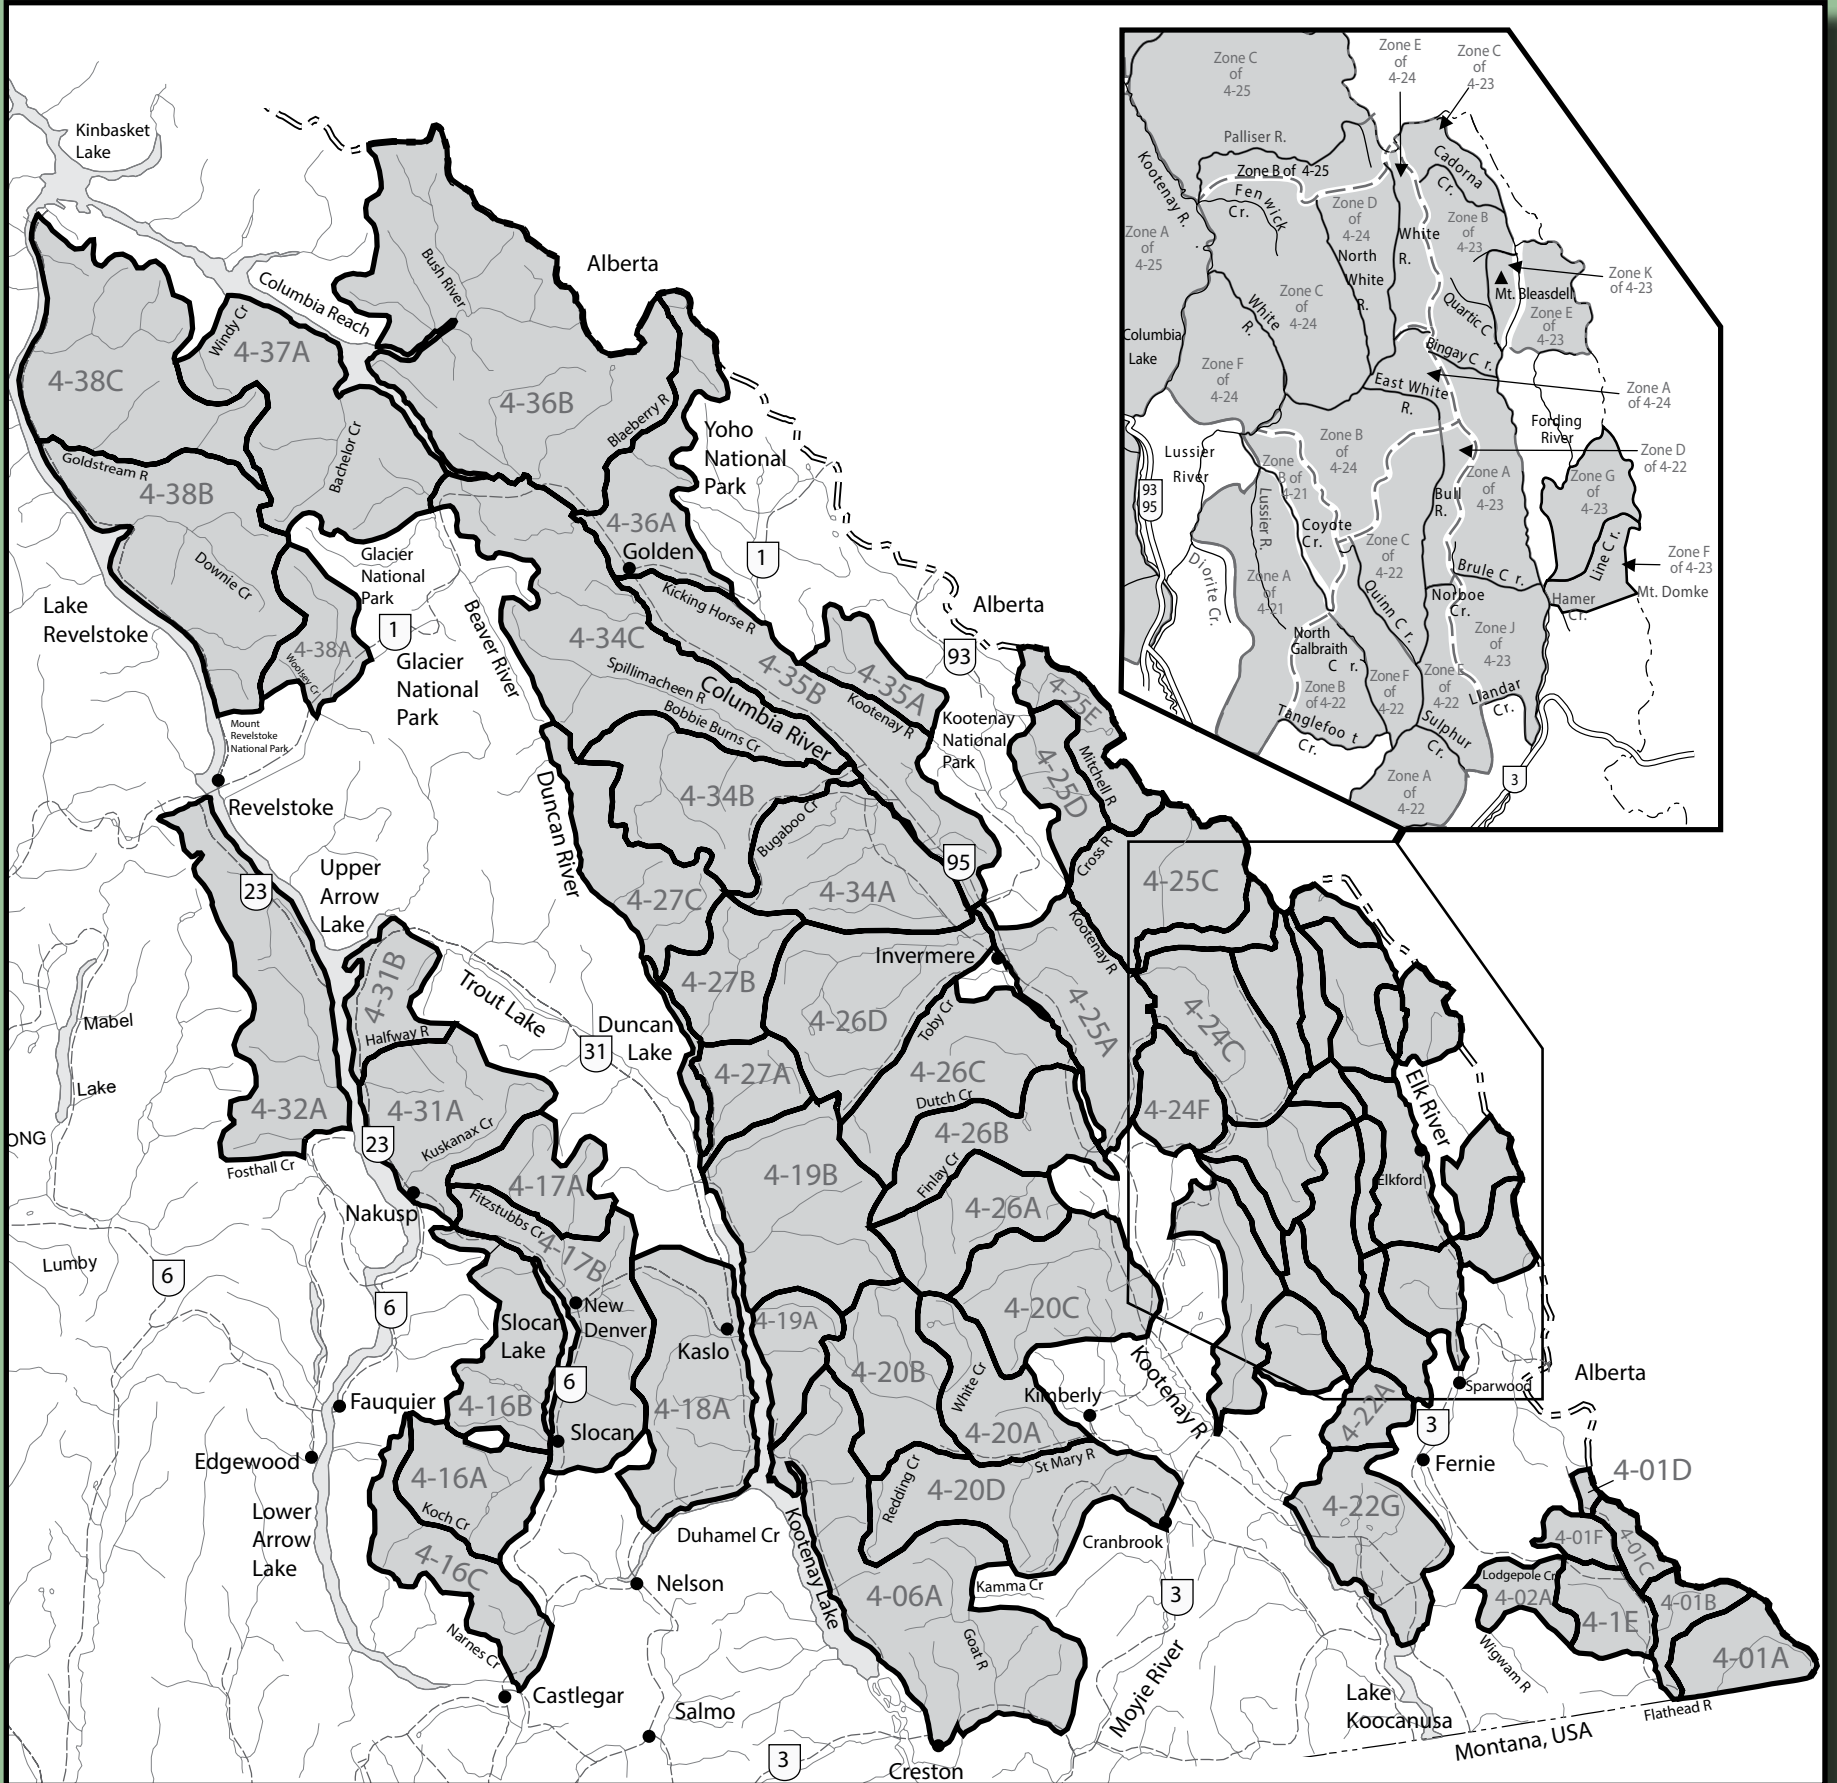 Kinbasket
Lake
Alberta
Bush River
Columbia Reach
Windy Cr
4-37A
4-38C
4-36B
Blaeberry R
Bachelor Cr
Goldstream R
4-38B
Yoho
National
Park
4-36A
Golden
1
Glacier
National
Park
1
Downie Cr
Lake
Revelstoke
4-38A
Woolsey Cr
Glacier
National
Park
Beaver River
Kicking Horse R
Alberta
93
4-34C
4-35B
4-35A
Spillimacheen R
Columbia River
Kootenay R
Bobbie Burns Cr
4-25E
Kootenay
National
Park
Mount
Revelstoke
National Park
Revelstoke
Duncan River
4-34B
Bugaboo Cr
4-25D
Mitchell R
Cross R
95
23
Upper
Arrow
Lake
4-27C
4-34A
4-25C
Kootenay R
Invermere
4-31B
Trout Lake
4-27B
4-26D
Toby Cr
4-25A
4-24C
Mabel
Lake
Halfway R
Duncan
Lake
31
4-27A
4-26C
Dutch Cr
4-24F
Elk River
4-32A
4-31A
23
Kuskanax Cr
4-26B
ONG
Fosthall Cr
4-17A
4-19B
Finlay Cr
4-26A
Elkford
Nakusp
Fitzstubbs Cr
4-17B
Lumby
6
6
New
Denver
Slocan
Lake
Kaslo
4-19A
4-20C
6
4-20B
White Cr
Kimberly
Kootenay R
Sparwood
Alberta
Fauquier
4-16B
4-18A
4-20A
4-22A
3
Edgewood
Slocan
St Mary R
Fernie
4-16A
Koch Cr
Redding Cr
4-20D
4-22G
4-01D
Lower
Arrow
Lake
Duhamel Cr
Kootenay Lake
Cranbrook
4-01F
4-01C
4-16C
Nelson
4-06A
Kamma Cr
3
Lodgepole Cr
4-02A
4-1E
4-01B
4-01A
Narnes Cr
Goat R
Wigwam R
Moyie River
Castlegar
Salmo
Lake
Koocanusa
Flathead R
Montana, USA
3
Creston
Zone C
of
4-25
Zone E
of
4-24
Zone C
of
4-23
Palliser R.
Kootenay R.
Zone B of 4-25
Fenwick
Cr.
Cadorna
Cr.
Zone A
of
4-25
Zone D
of
4-24
White
R.
Zone B
of
4-23
North
White
R.
Zone K
of 4-23
Mt. Bleasdell
Zone C
of
4-24
White
R.
Quartic C
Zone E
of
4-23
Columbia
Lake
Bingay C r.
Zone F
of
4-24
East White
R.
Zone A
of 4-24
Fording
River
Zone B
of
4-24
Zone D
of 4-22
Lussier
River
Zone
B of
4-21
Zone A
of
4-23
Zone G
of
4-23
93
95
Lussier R.
Bull
R.
Coyote
Cr.
Zone C
of
4-22
Line Cr.
Zone F
of 4-23
Brule C r.
Diorite Cr.
Zone A
of
4-21
Quinn C r.
Norboe
Cr.
Hamer
Cr.
Mt. Domke
North
Galbraith
C r.
Zone J
of
4-23
Zone B
of 4-22
Zone F
of
4-22
Zone E
of
4-22
Llandar
Cr.
Tanglefoo t
Cr.
Sulphur
Cr.
Zone A
of
4-22
3